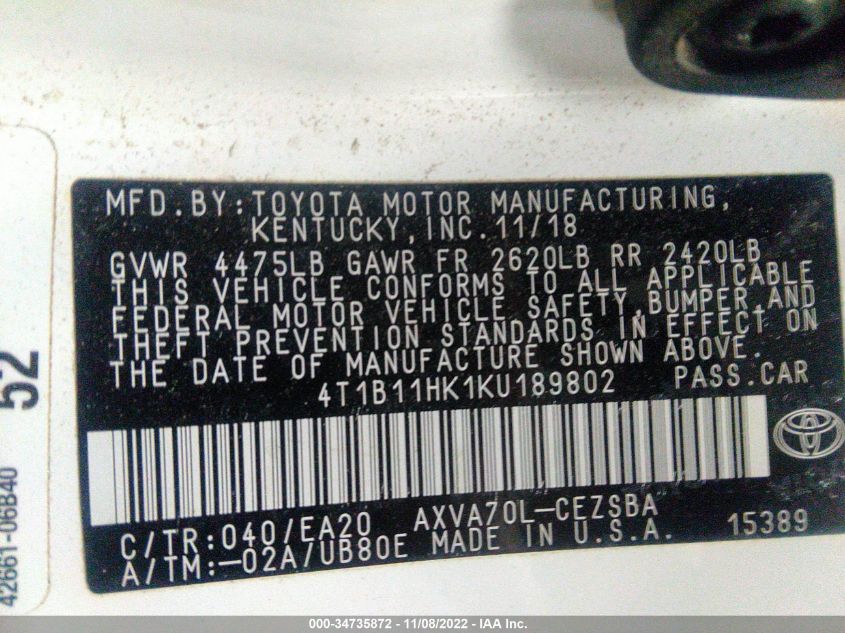 MFD.BY:TOYOTA MOTOR MANUFACTURING,
KENTUCKY,INC.11/18
GVWR 4475LB GAWR FR 2620LB RR 2420LB
THIS VEHICLE CONFORMS TO ALL APPLICABLE
FEDERAL MOTOR VEHICLE SAFETY,BUMPER,AND
THEFT PREVENTION STANDARDS IN EFFECT ON
THE DATE OF MANUFACTURE SHOWN ABOVE.
4T1B11HK1KU189802 PASS.CAR
C/TR:040/EA20 AXVA70L-CEZSBA
A/TM:-02A/UB80E MADE IN U.S.A. 15389
52
42661-06B40
000-34735872 - 11/08/2022 - IAA Inc.